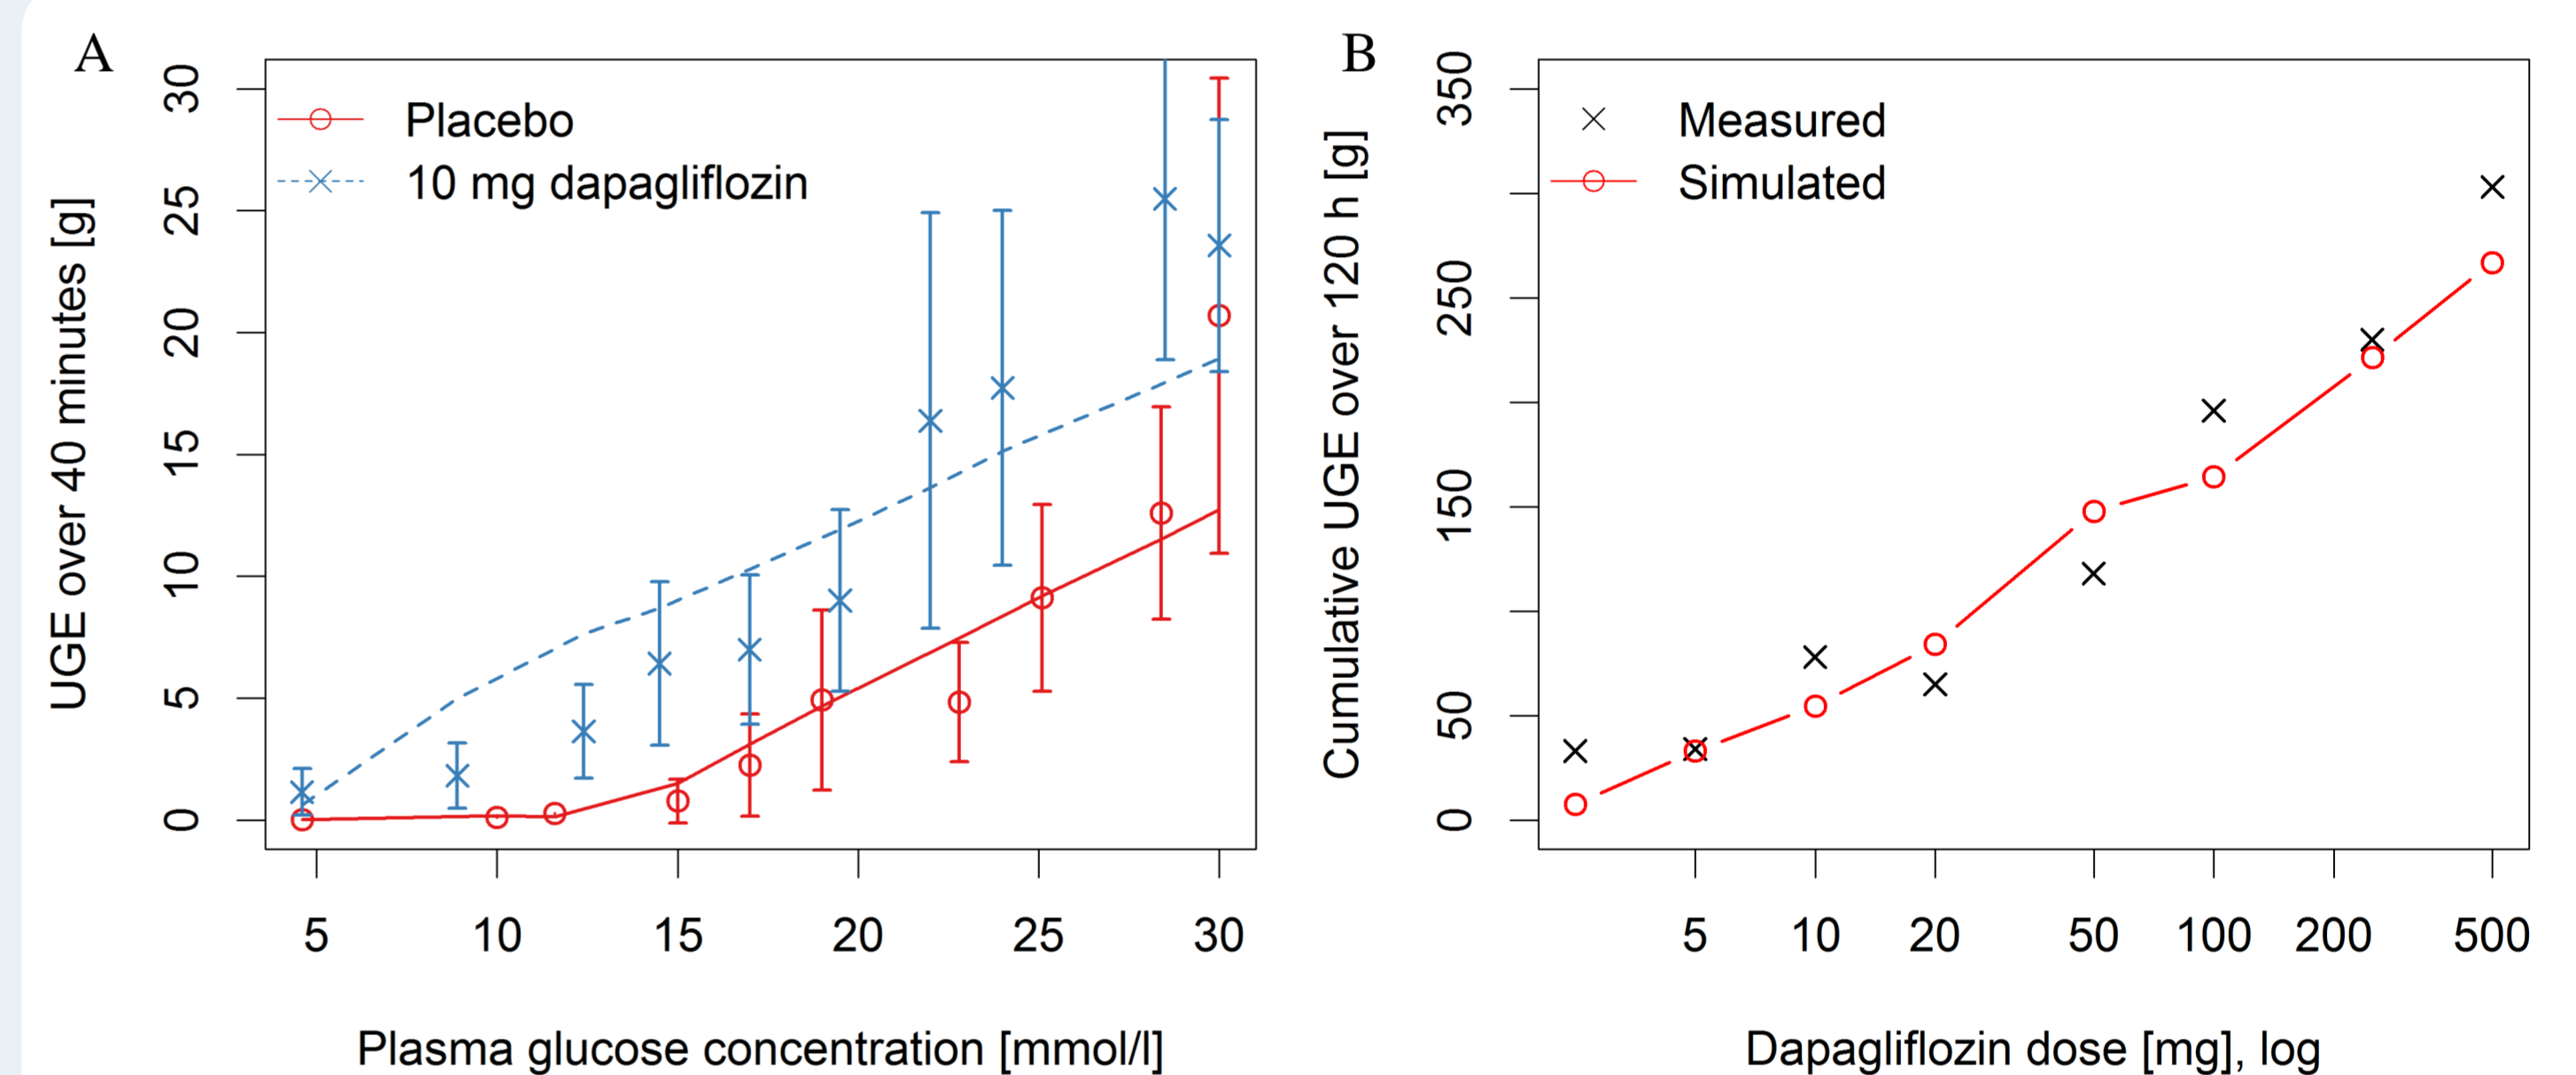 A
UGE over 40 minutes [g]
30
25
20
15
10
5
0
Placebo
10 mg dapagliflozin
5 10 15 20 25 30
Plasma glucose concentration [mmol/l]
B
Cumulative UGE over 120 h [g]
350
250
150
50
0
Measured
Simulated
5 10 20 50 100 200 500
Dapagliflozin dose [mg], log